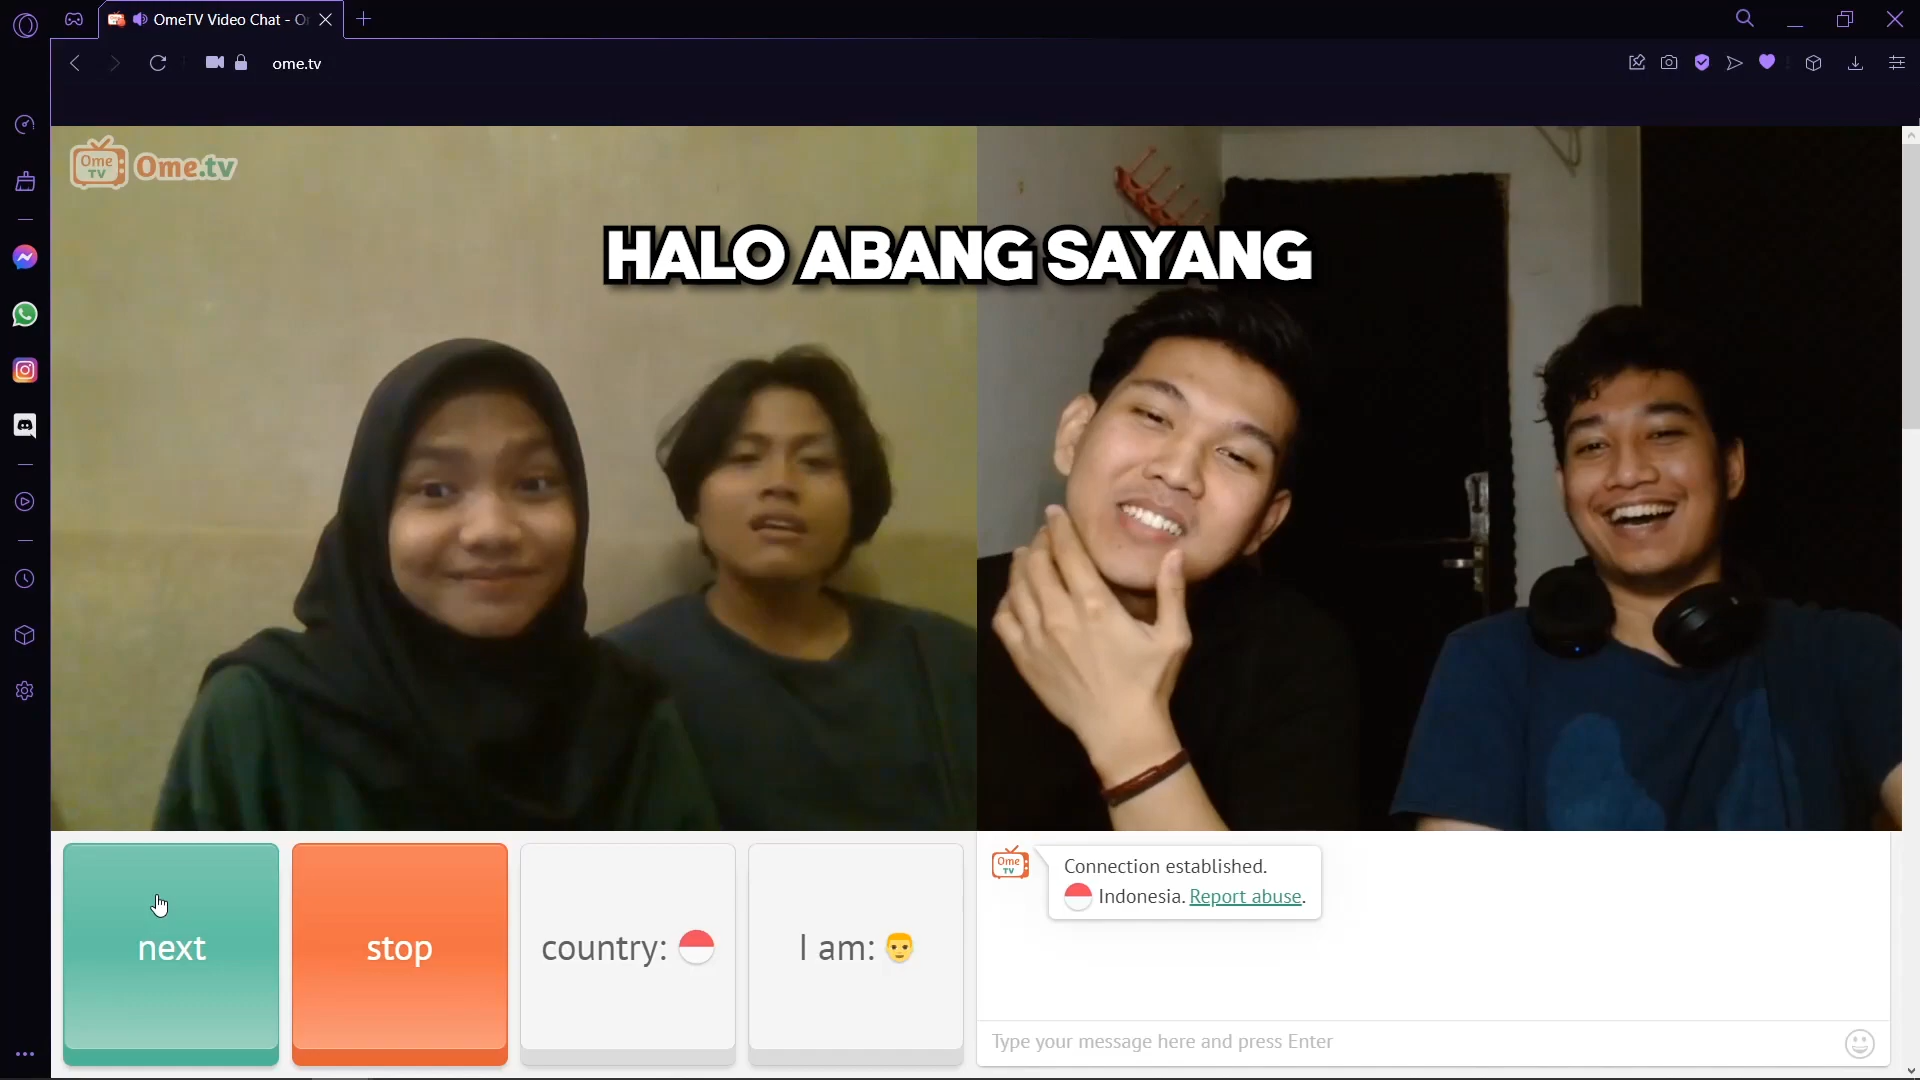 OmeTV Video Chat - O
ome.tv
Ome TV Ome.tv
HALO ABANG SAYANG
next
stop
country:
I am:
Ome TV
Connection established.
Indonesia. Report abuse.
Type your message here and press Enter